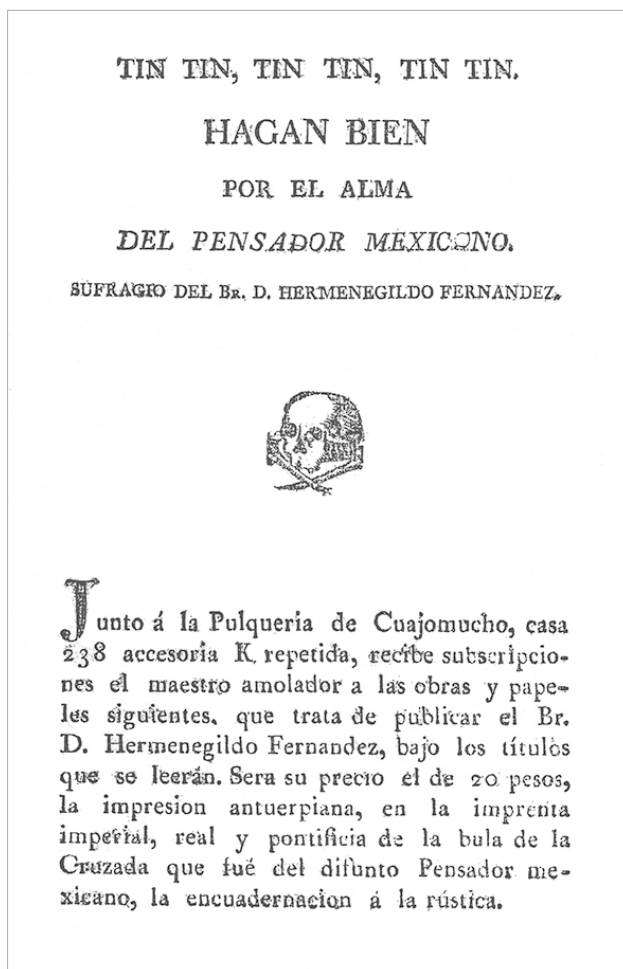 TIN TIN, TIN TIN, TIN TIN.
HAGAN BIEN
POR EL ALMA
DEL PENSADOR MEXICONO.
SUFRAGIO DEL BR. D. HERMENEGILDO FERNANDEZ.
Junto á la Pulqueria de Cuajomucho, casa
238 accesoria K. repetida, recibe subscripcio-
nes el maestro amolador a las obras y pape-
les siguientes. que trata de publicar el Br.
D. Hermenegildo Fernandez, bajo los títulos
que se leerán. Sera su precio el de 20 pesos,
la impresion antuerpiana, en la imprenta
imperial, real y pontificia de la bula de la
Cruzada que fué del difunto Pensador me-
xicano, la encuadernacion á la rústica.